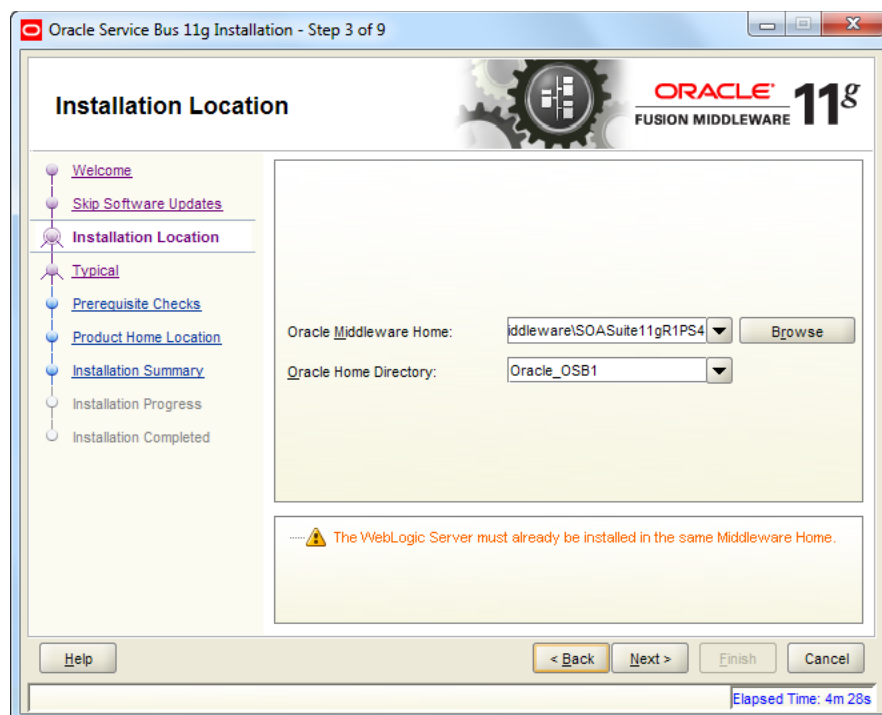 Oracle Service Bus 11g Installation - Step 3 of 9
Installation Location
ORACLE
FUSION MIDDLEWARE 11g
Welcome
Skip Software Updates
Installation Location
Typical
Prerequisite Checks
Product Home Location
Installation Summary
Installation Progress
Installation Completed
Oracle Middleware Home: iddleware\SOASuite11gR1PS4 Browse
Oracle Home Directory: Oracle_OSB1
The WebLogic Server must already be installed in the same Middleware Home.
Help < Back Next > Finish Cancel
Elapsed Time: 4m 28s